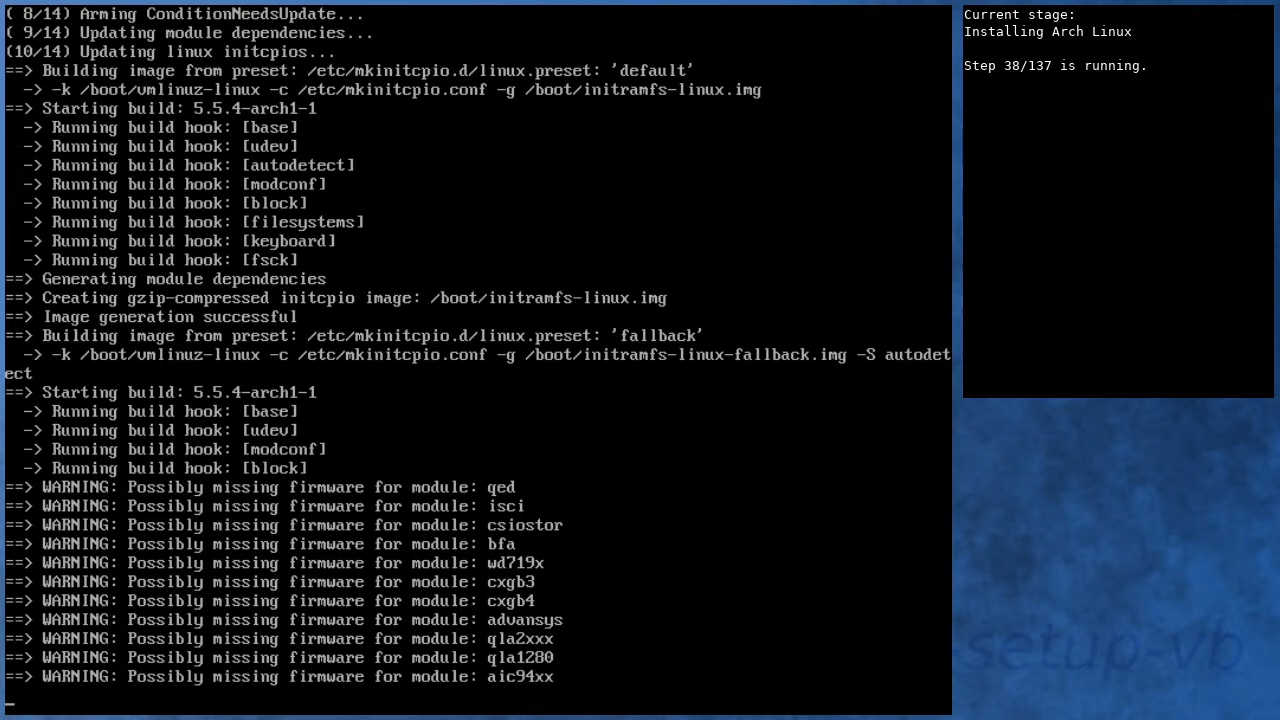 ( 8/14) Arming ConditionNeedsUpdate...
( 9/14) Updating module dependencies...
(10/14) Updating linux initcpios...
==> Building image from preset: /etc/mkinitcpio.d/linux.preset: 'default'
  -> -k /boot/vmlinuz-linux -c /etc/mkinitcpio.conf -g /boot/initramfs-linux.img
==> Starting build: 5.5.4-arch1-1
  -> Running build hook: [base]
  -> Running build hook: [udev]
  -> Running build hook: [autodetect]
  -> Running build hook: [modconf]
  -> Running build hook: [block]
  -> Running build hook: [filesystems]
  -> Running build hook: [keyboard]
  -> Running build hook: [fsck]
==> Generating module dependencies
==> Creating gzip-compressed initcpio image: /boot/initramfs-linux.img
==> Image generation successful
==> Building image from preset: /etc/mkinitcpio.d/linux.preset: 'fallback'
  -> -k /boot/vmlinuz-linux -c /etc/mkinitcpio.conf -g /boot/initramfs-linux-fallback.img -S autodet
ect
==> Starting build: 5.5.4-arch1-1
  -> Running build hook: [base]
  -> Running build hook: [udev]
  -> Running build hook: [modconf]
  -> Running build hook: [block]
==> WARNING: Possibly missing firmware for module: qed
==> WARNING: Possibly missing firmware for module: isci
==> WARNING: Possibly missing firmware for module: csiostor
==> WARNING: Possibly missing firmware for module: bfa
==> WARNING: Possibly missing firmware for module: wd719x
==> WARNING: Possibly missing firmware for module: cxgb3
==> WARNING: Possibly missing firmware for module: cxgb4
==> WARNING: Possibly missing firmware for module: advansys
==> WARNING: Possibly missing firmware for module: qla2xxx
==> WARNING: Possibly missing firmware for module: qla1280
==> WARNING: Possibly missing firmware for module: aic94xx
_
Current stage:
Installing Arch Linux
Step 38/137 is running.
setup-vb